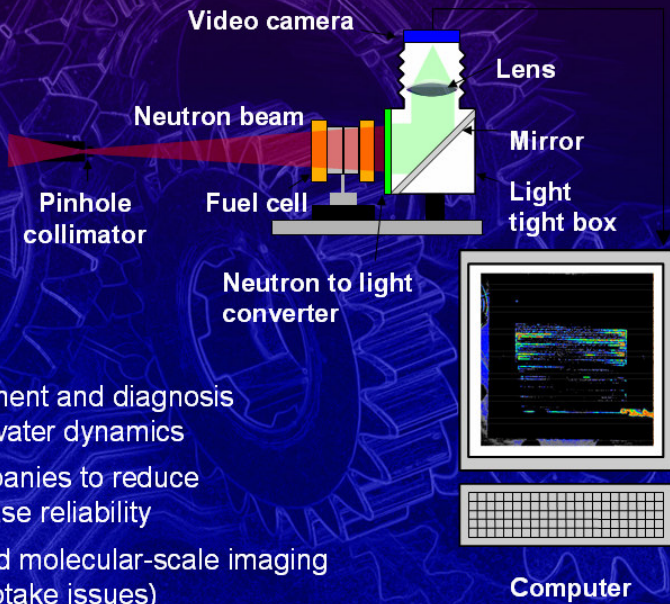 Video camera
Lens
Neutron beam
Mirror
Pinhole
collimator
Fuel cell
Light
tight box
Neutron to light
converter
ment and diagnosis
water dynamics
panies to reduce
se reliability
d molecular-scale imaging
ptake issues)
Computer